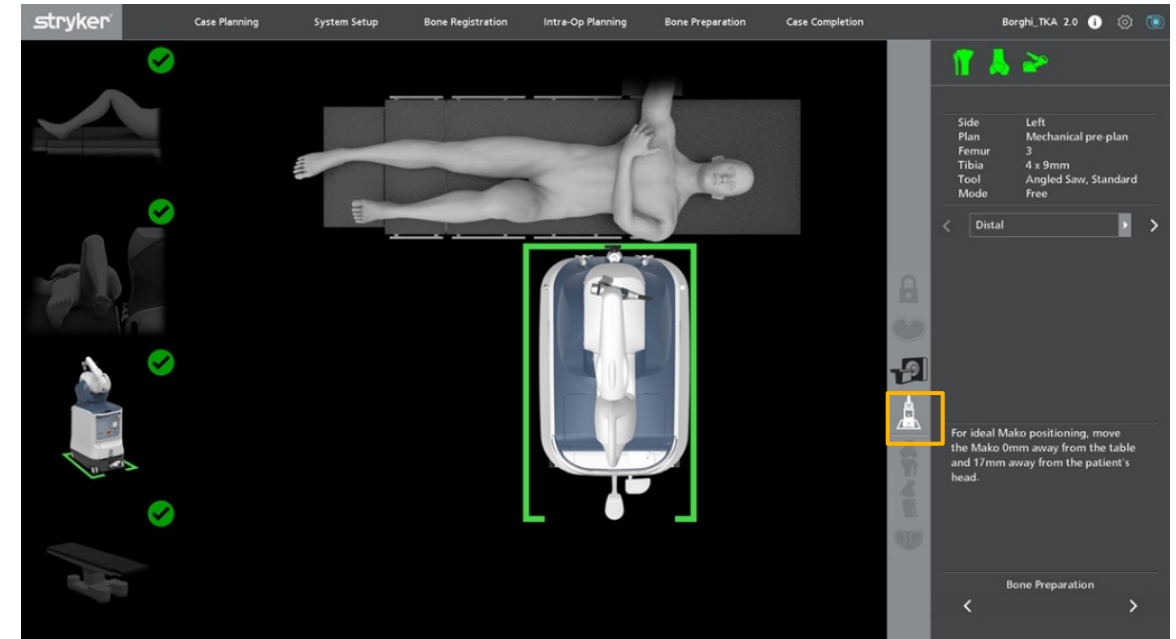 stryker
Case Planning
System Setup
Bone Registration
Intra-Op Planning
Bone Preparation
Case Completion
Borghi_TKA 2.0
Side Left
Plan Mechanical pre-plan
Femur 3
Tibia 4 x 9mm
Tool Angled Saw, Standard
Mode Free
Distal
For ideal Mako positioning, move
the Mako 0mm away from the table
and 17mm away from the patient's
head.
Bone Preparation